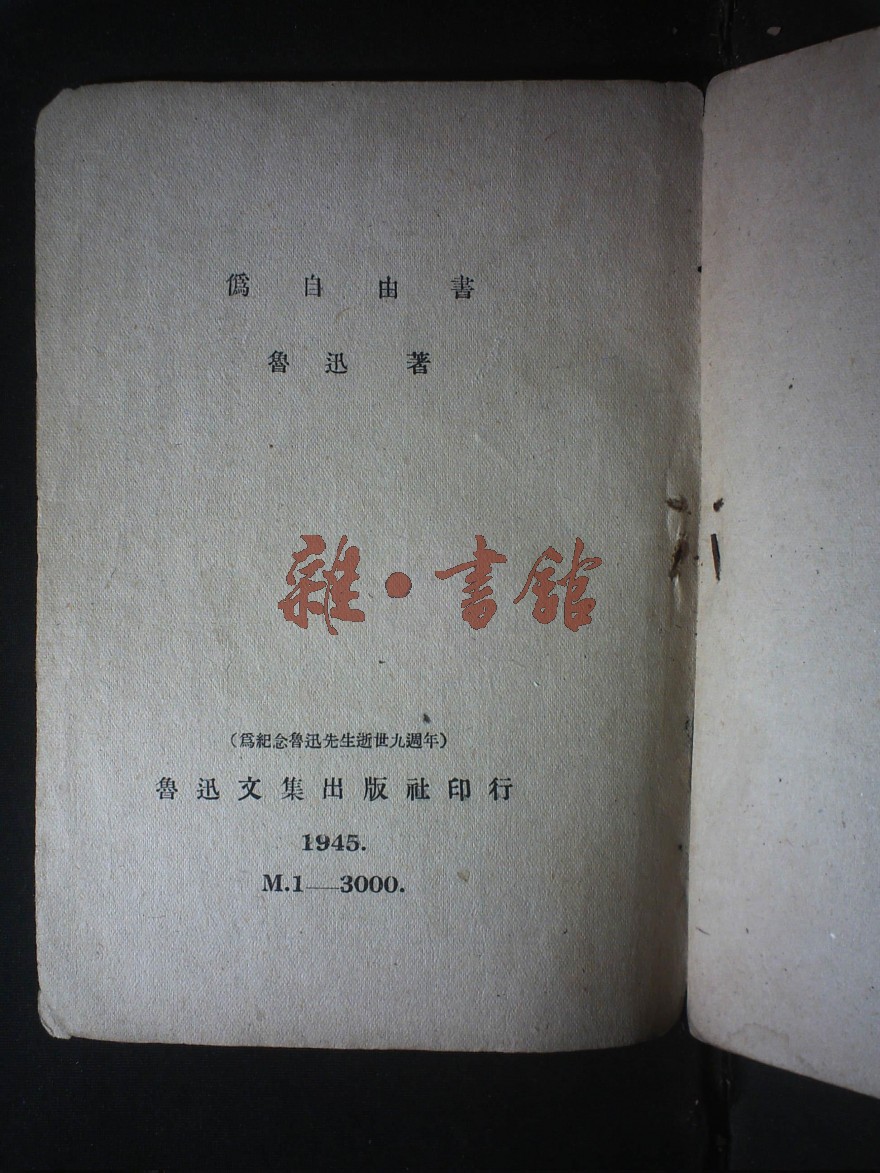 僞自由書
魯迅 著
雜·書館
（爲紀念魯迅先生逝世九週年）
魯迅文集出版社印行
1945.
M.1—3000.